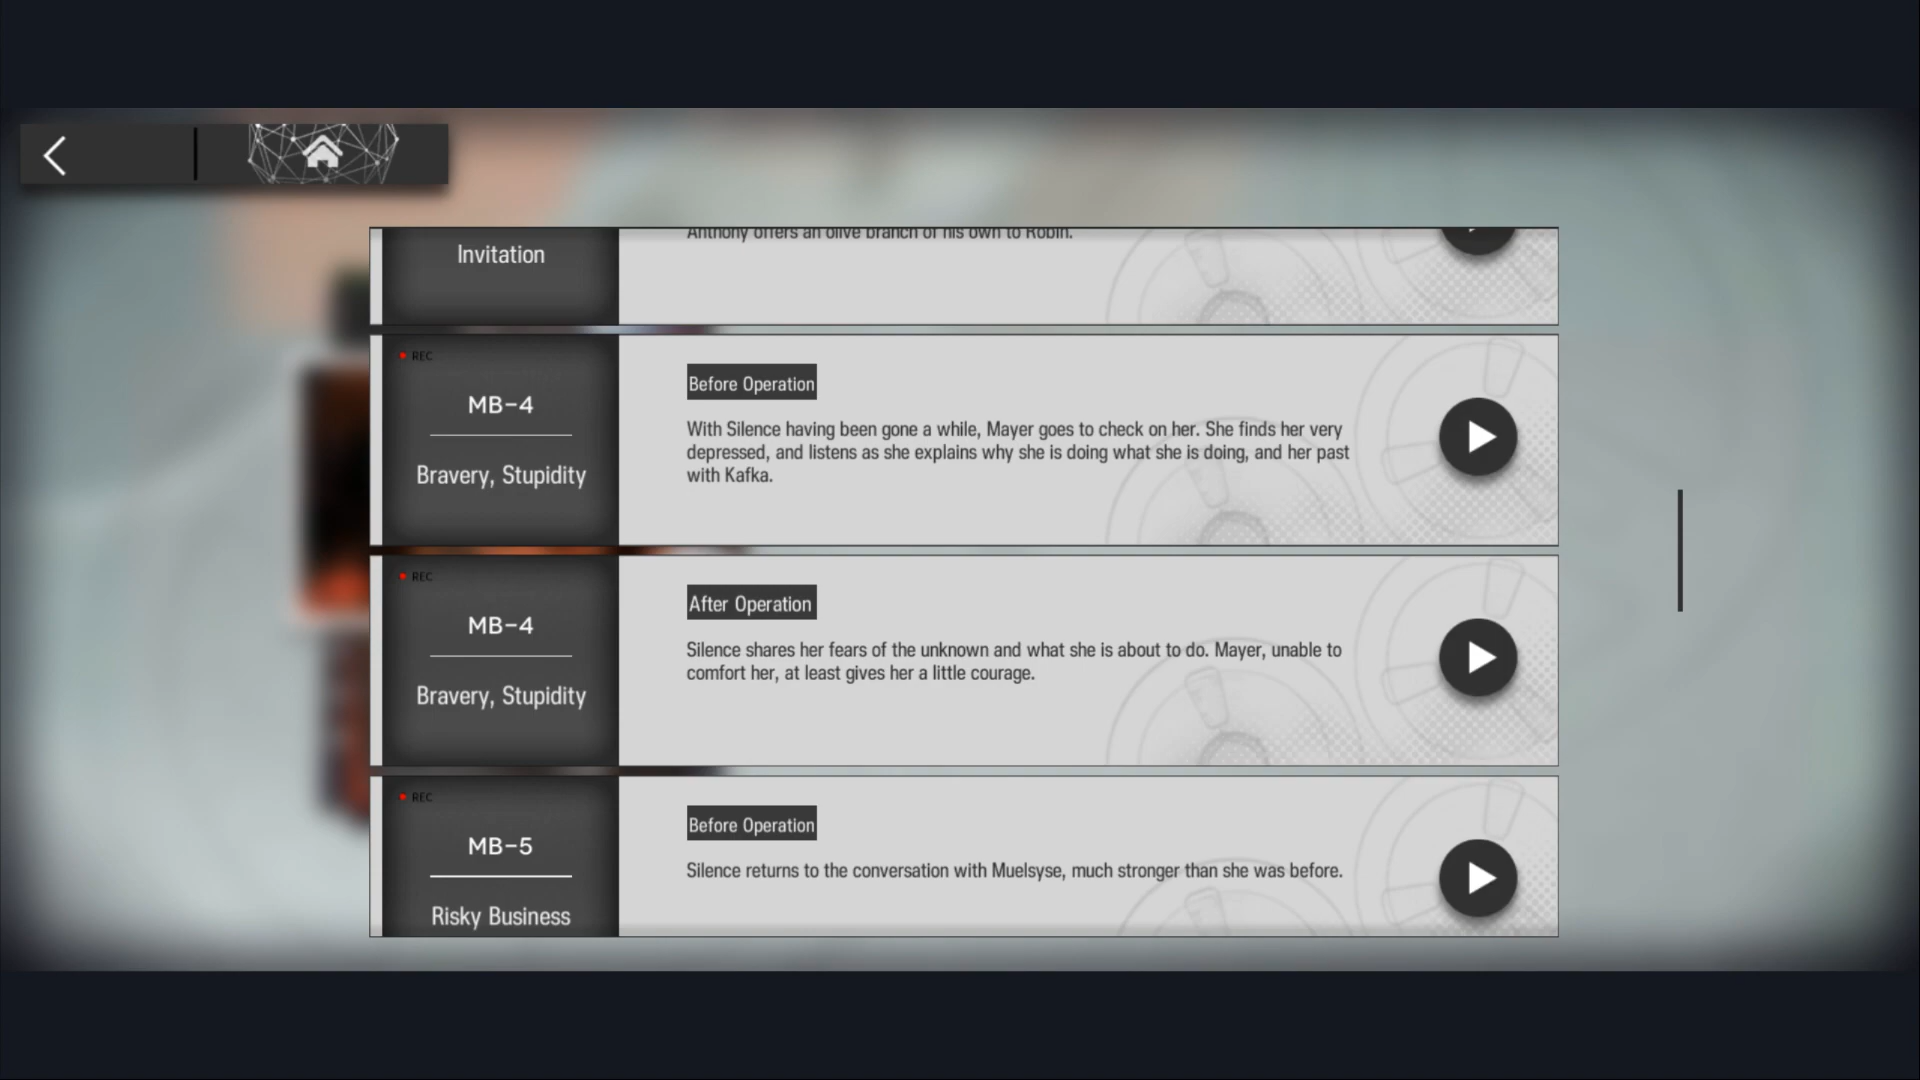 Invitation
Anthony offers an olive branch of his own to Robin.
REC
MB-4
Bravery, Stupidity
Before Operation
With Silence having been gone a while, Mayer goes to check on her. She finds her very
depressed, and listens as she explains why she is doing what she is doing, and her past
with Kafka.
REC
MB-4
Bravery, Stupidity
After Operation
Silence shares her fears of the unknown and what she is about to do. Mayer, unable to
comfort her, at least gives her a little courage.
REC
MB-5
Risky Business
Before Operation
Silence returns to the conversation with Muelsyse, much stronger than she was before.